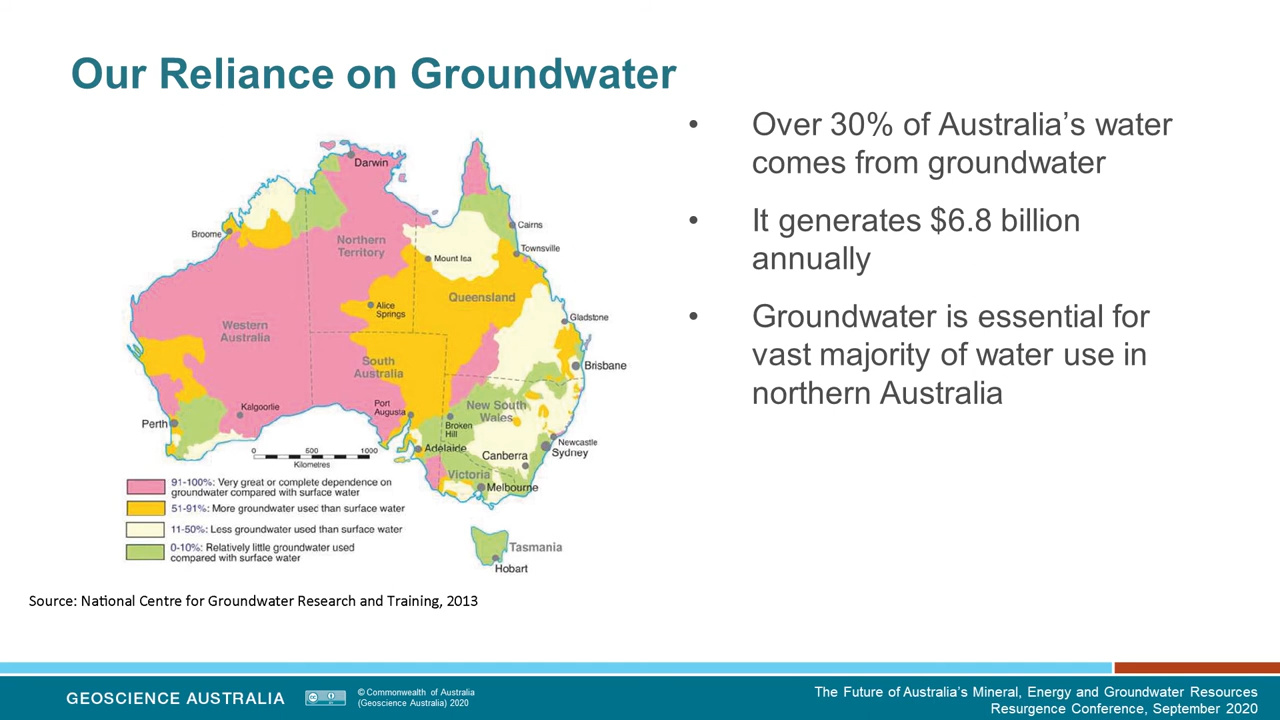 Our Reliance on Groundwater
• Over 30% of Australia’s water
comes from groundwater
• It generates $6.8 billion
annually
• Groundwater is essential for
vast majority of water use in
northern Australia
Darwin
Broome
Northern
Territory
Cairns
Townsville
Mount Isa
Queensland
Alice
Springs
Western
Australia
Gladstone
South
Australia
Brisbane
Port
Augusta
Kalgoorlie
Perth
New South
Wales
Broken
Hill
Newcastle
Sydney
Adelaide
Canberra
Victoria
Melbourne
0 500 1000
Kilometres
91-100%: Very great or complete dependence on
groundwater compared with surface water
51-91%: More groundwater used than surface water
11-50%: Less groundwater used than surface water
0-10%: Relatively little groundwater used
compared with surface water
Tasmania
Hobart
Source: National Centre for Groundwater Research and Training, 2013
GEOSCIENCE AUSTRALIA
© Commonwealth of Australia
(Geoscience Australia) 2020
The Future of Australia’s Mineral, Energy and Groundwater Resources
Resurgence Conference, September 2020